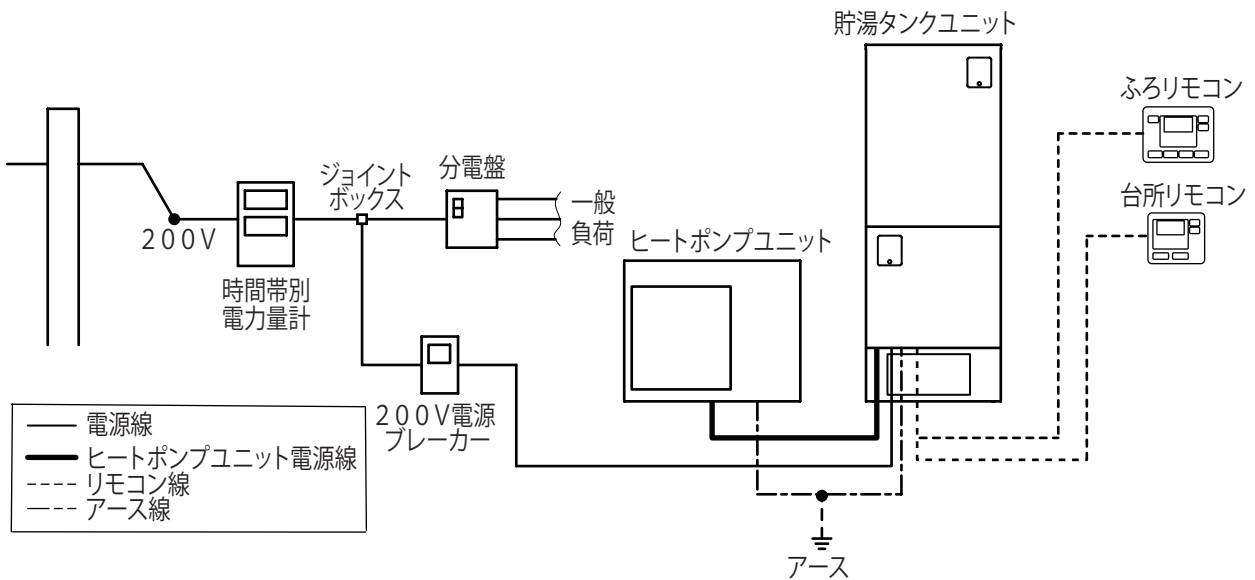 貯湯タンクユニット
ふろリモコン
ジョイント
ボックス
分電盤
一般
負荷
台所リモコン
200V
ヒートポンプユニット
時間帯別
電力量計
200V電源
ブレーカー
電源線
ヒートポンプユニット電源線
リモコン線
アース線
アース